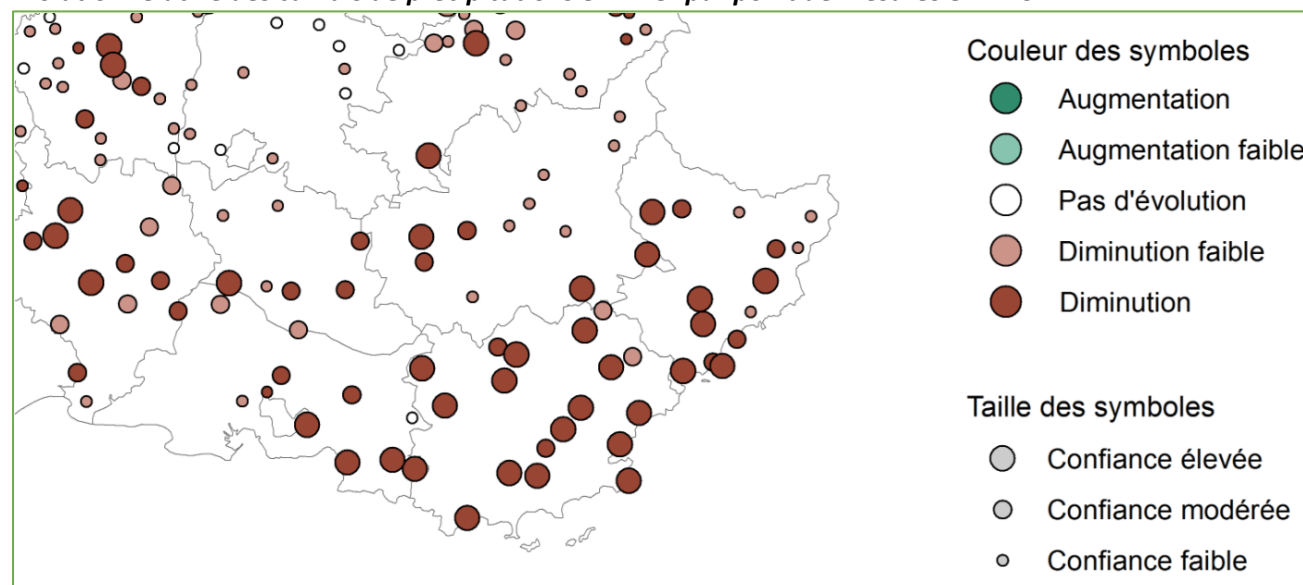 Couleur des symboles
Augmentation
Augmentation faible
Pas d'évolution
Diminution faible
Diminution
Taille des symboles
Confiance élevée
Confiance modérée
Confiance faible